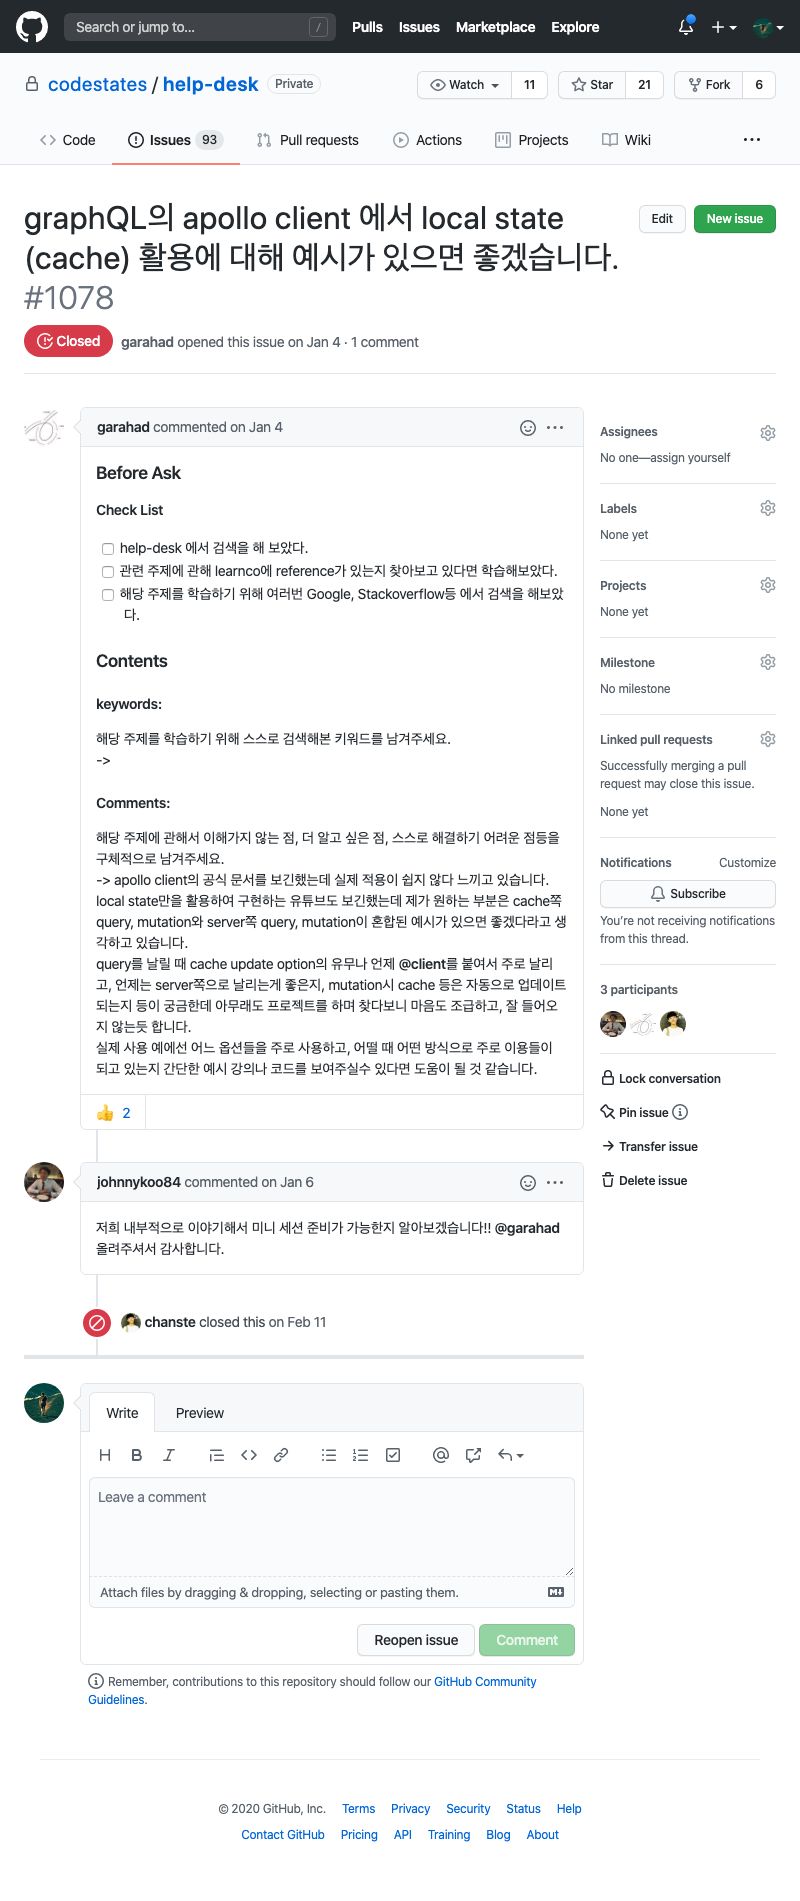 Search or jump to... /
Pulls Issues Marketplace Explore
codestates / help-desk Private
Watch 11 Star 21 Fork 6
Code Issues 93 Pull requests Actions Projects Wiki ...
graphQL의 apollo client 에서 local state
(cache) 활용에 대해 예시가 있으면 좋겠습니다.
#1078
Edit New issue
Closed garahad opened this issue on Jan 4 · 1 comment
garahad commented on Jan 4
Before Ask
Check List
help-desk 에서 검색을 해 보았다.
관련 주제에 관해 learnco에 reference가 있는지 찾아보고 있다면 학습해보았다.
해당 주제를 학습하기 위해 여러번 Google, Stackoverflow등 에서 검색을 해보았
다.
Contents
keywords:
해당 주제를 학습하기 위해 스스로 검색해본 키워드를 남겨주세요.
->
Comments:
해당 주제에 관해서 이해가지 않는 점, 더 알고 싶은 점, 스스로 해결하기 어려운 점등을
구체적으로 남겨주세요.
-> apollo client의 공식 문서를 보긴했는데 실제 적용이 쉽지 않다 느끼고 있습니다.
local state만을 활용하여 구현하는 유튜브도 보긴했는데 제가 원하는 부분은 cache쪽
query, mutation와 server쪽 query, mutation이 혼합된 예시가 있으면 좋겠다라고 생
각하고 있습니다.
query를 날릴 때 cache update option의 유무나 언제 @client를 붙여서 주로 날리
고, 언제는 server쪽으로 날리는게 좋은지, mutation시 cache 등은 자동으로 업데이트
되는지 등이 궁금한데 아무래도 프로젝트를 하며 찾다보니 마음도 조급하고, 잘 들어오
지 않는듯 합니다.
실제 사용 예에선 어느 옵션들을 주로 사용하고, 어떨 때 어떤 방식으로 주로 이용들이
되고 있는지 간단한 예시 강의나 코드를 보여주실수 있다면 도움이 될 것 같습니다.
2
johnnykoo84 commented on Jan 6
저희 내부적으로 이야기해서 미니 세션 준비가 가능한지 알아보겠습니다!! @garahad
올려주셔서 감사합니다.
chanste closed this on Feb 11
Write Preview
H B I
Leave a comment
Attach files by dragging & dropping, selecting or pasting them.
Reopen issue Comment
Remember, contributions to this repository should follow our GitHub Community
Guidelines.
Assignees
No one—assign yourself
Labels
None yet
Projects
None yet
Milestone
No milestone
Linked pull requests
Successfully merging a pull
request may close this issue.
None yet
Notifications Customize
Subscribe
You're not receiving notifications
from this thread.
3 participants
Lock conversation
Pin issue
Transfer issue
Delete issue
© 2020 GitHub, Inc. Terms Privacy Security Status Help
Contact GitHub Pricing API Training Blog About